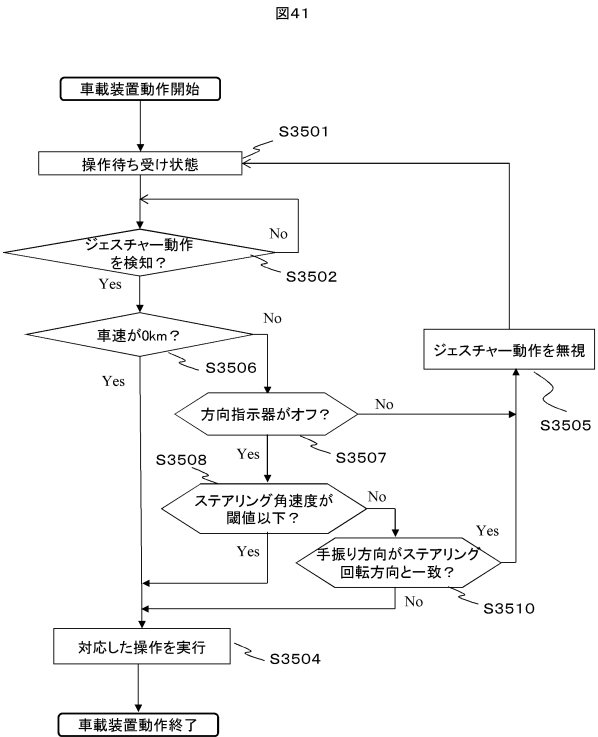 図41
車載装置動作開始
S3501
操作待ち受け状態
No
ジェスチャー動作
を検知？
S3502
Yes
車速が0km？
No
S3506
ジェスチャー動作を無視
S3505
Yes
方向指示器がオフ？
No
S3507
Yes
S3508
ステアリング角速度が
閾値以下？
No
Yes
手振り方向がステアリング
回転方向と一致？
Yes
No
S3510
対応した操作を実行
S3504
車載装置動作終了